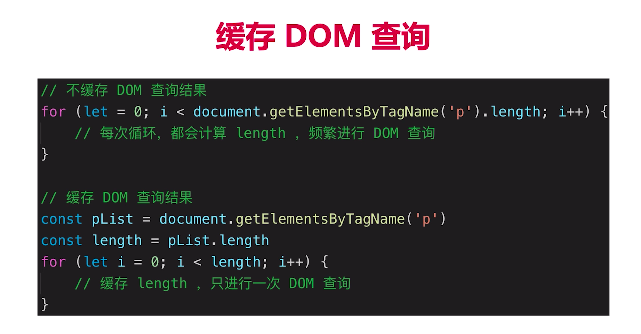 缓存 DOM 查询
// 不缓存 DOM 查询结果
for (let = 0; i < document.getElementsByTagName('p').length; i++) {
// 每次循环，都会计算 length ，频繁进行 DOM 查询
}
// 缓存 DOM 查询结果
const pList = document.getElementsByTagName('p')
const length = pList.length
for (let i = 0; i < length; i++) {
// 缓存 length ，只进行一次 DOM 查询
}